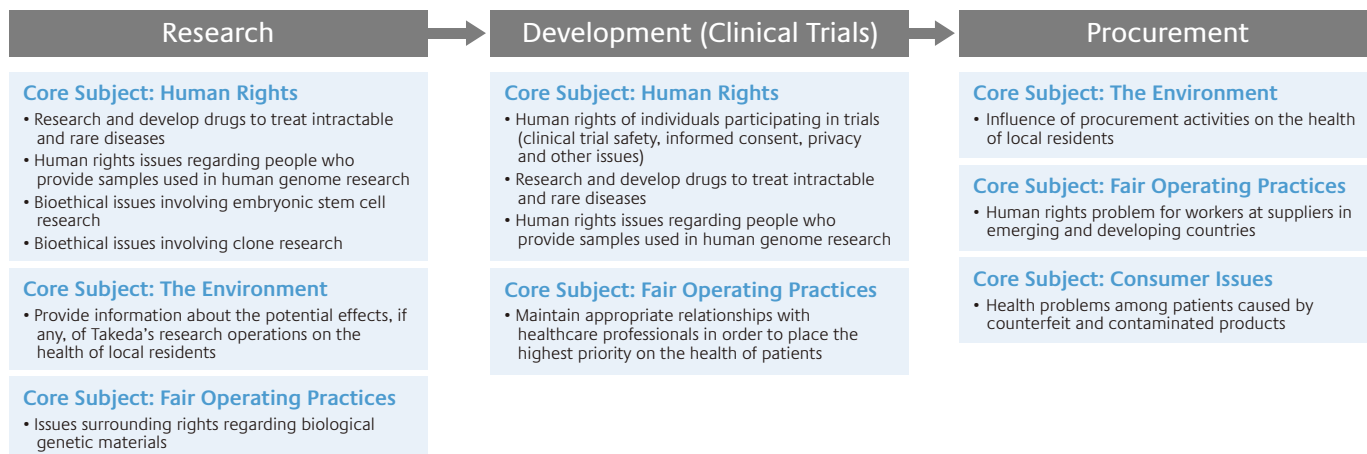 Research
Core Subject: Human Rights
• Research and develop drugs to treat intractable
and rare diseases
• Human rights issues regarding people who
provide samples used in human genome research
• Bioethical issues involving embryonic stem cell
research
• Bioethical issues involving clone research
Core Subject: The Environment
• Provide information about the potential effects, if
any, of Takeda's research operations on the
health of local residents
Core Subject: Fair Operating Practices
• Issues surrounding rights regarding biological
genetic materials
Development (Clinical Trials)
Core Subject: Human Rights
• Human rights of individuals participating in trials
(clinical trial safety, informed consent, privacy
and other issues)
• Research and develop drugs to treat intractable
and rare diseases
• Human rights issues regarding people who
provide samples used in human genome research
Core Subject: Fair Operating Practices
• Maintain appropriate relationships with
healthcare professionals in order to place the
highest priority on the health of patients
Procurement
Core Subject: The Environment
• Influence of procurement activities on the health
of local residents
Core Subject: Fair Operating Practices
• Human rights problem for workers at suppliers in
emerging and developing countries
Core Subject: Consumer Issues
• Health problems among patients caused by
counterfeit and contaminated products